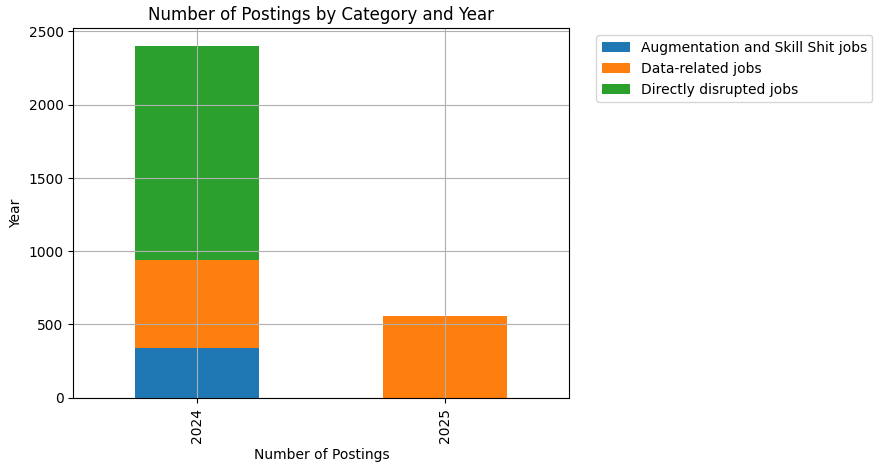 Number of Postings by Category and Year
Augmentation and Skill Shit jobs
Data-related jobs
Directly disrupted jobs
Year
2500
2000
1500
1000
500
0
2024
2025
Number of Postings